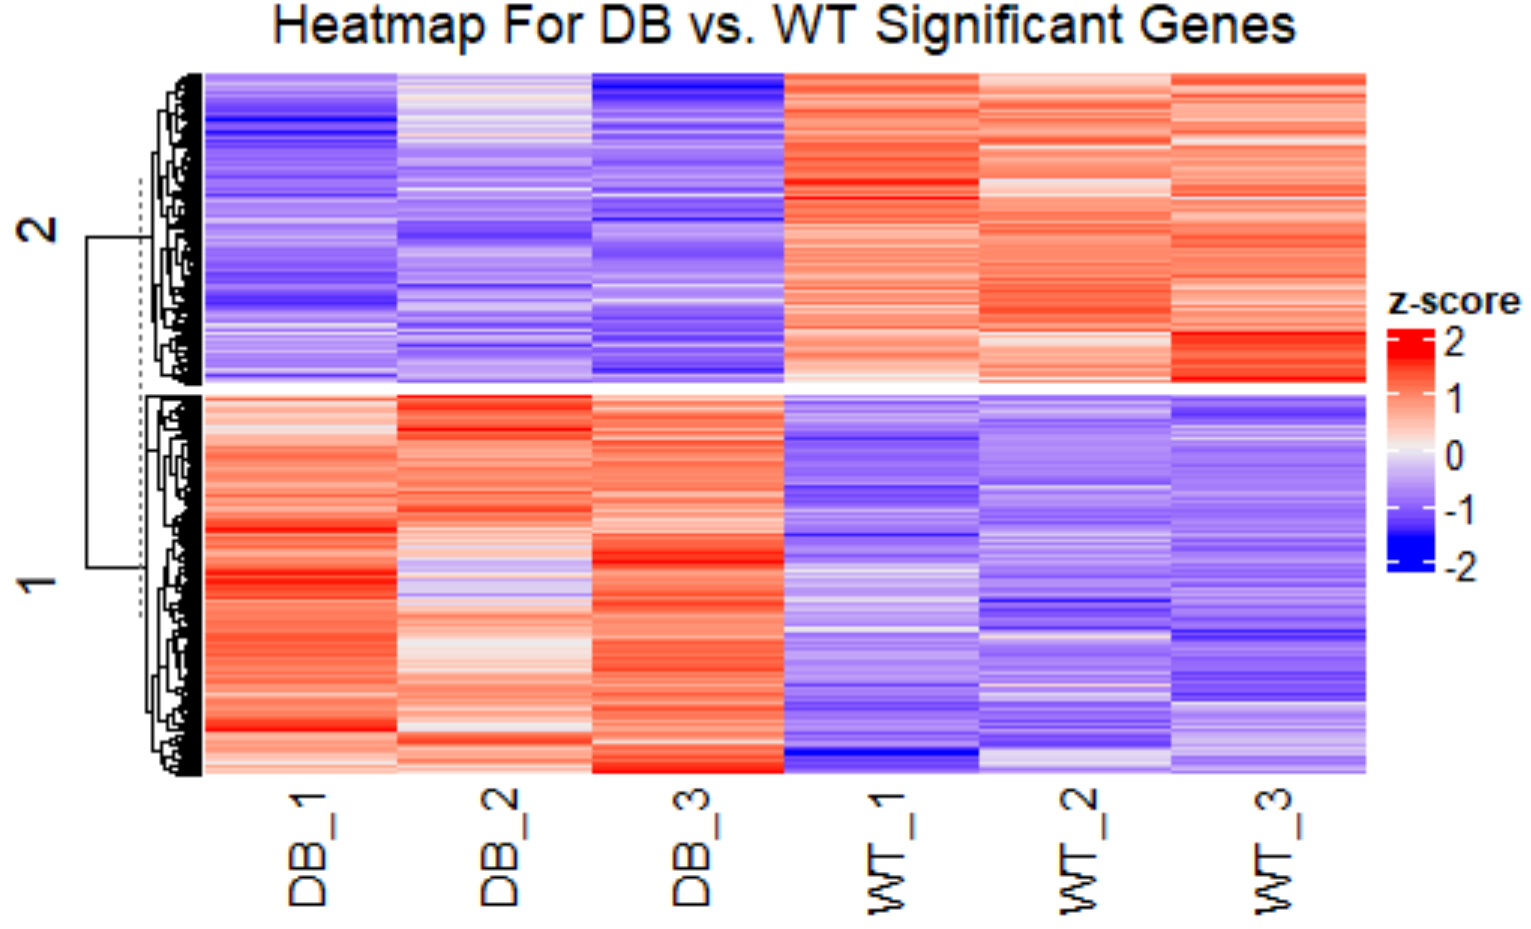 Heatmap For DB vs. WT Significant Genes
2
1
z-score
2
1
0
-1
-2
DB_1
DB_2
DB_3
WT_1
WT_2
WT_3